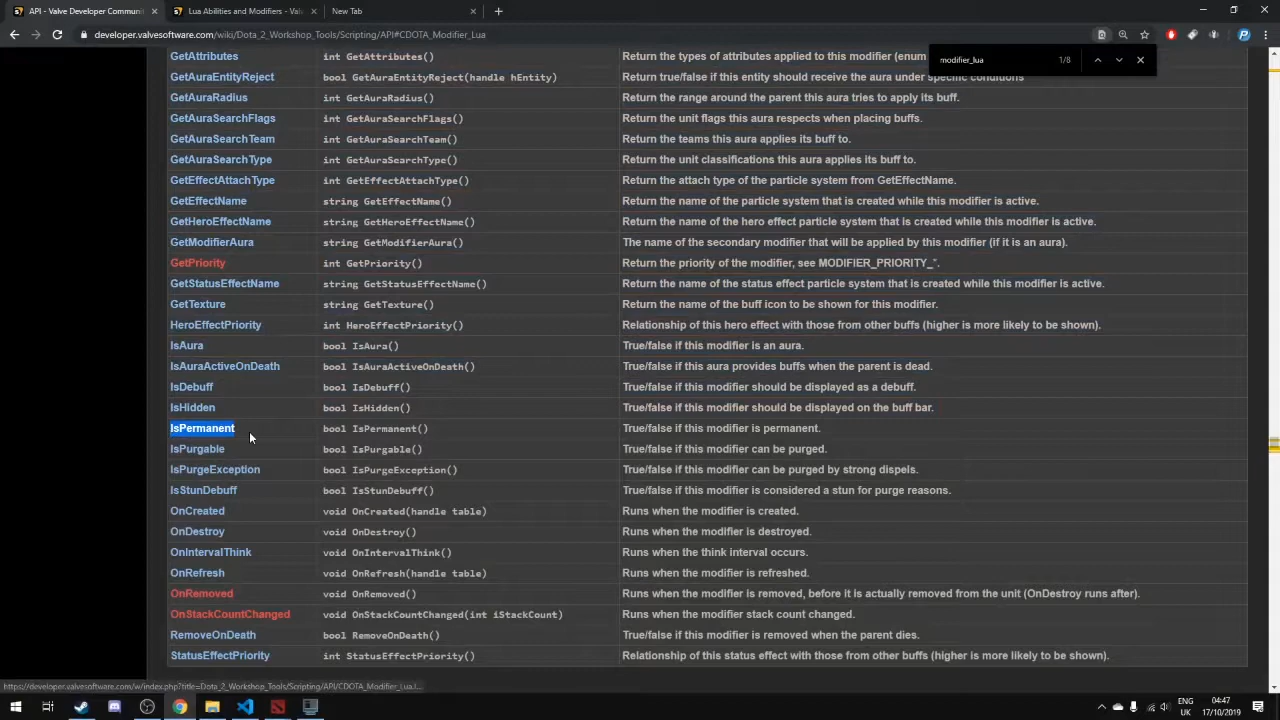 API - Valve Developer Communi
Lua Abilities and Modifiers - Valv
New Tab
developer.valvesoftware.com/wiki/Dota_2_Workshop_Tools/Scripting/API#CDOTA_Modifier_Lua
modifier_lua 1/8
GetAttributes int GetAttributes() Return the types of attributes applied to this modifier (enum
GetAuraEntityReject bool GetAuraEntityReject(handle hEntity) Return true/false if this entity should receive the aura under specific conditions
GetAuraRadius int GetAuraRadius() Return the range around the parent this aura tries to apply its buff.
GetAuraSearchFlags int GetAuraSearchFlags() Return the unit flags this aura respects when placing buffs.
GetAuraSearchTeam int GetAuraSearchTeam() Return the teams this aura applies its buff to.
GetAuraSearchType int GetAuraSearchType() Return the unit classifications this aura applies its buff to.
GetEffectAttachType int GetEffectAttachType() Return the attach type of the particle system from GetEffectName.
GetEffectName string GetEffectName() Return the name of the particle system that is created while this modifier is active.
GetHeroEffectName string GetHeroEffectName() Return the name of the hero effect particle system that is created while this modifier is active.
GetModifierAura string GetModifierAura() The name of the secondary modifier that will be applied by this modifier (if it is an aura).
GetPriority int GetPriority() Return the priority of the modifier, see MODIFIER_PRIORITY_*.
GetStatusEffectName string GetStatusEffectName() Return the name of the status effect particle system that is created while this modifier is active.
GetTexture string GetTexture() Return the name of the buff icon to be shown for this modifier.
HeroEffectPriority int HeroEffectPriority() Relationship of this hero effect with those from other buffs (higher is more likely to be shown).
IsAura bool IsAura() True/false if this modifier is an aura.
IsAuraActiveOnDeath bool IsAuraActiveOnDeath() True/false if this aura provides buffs when the parent is dead.
IsDebuff bool IsDebuff() True/false if this modifier should be displayed as a debuff.
IsHidden bool IsHidden() True/false if this modifier should be displayed on the buff bar.
IsPermanent bool IsPermanent() True/false if this modifier is permanent.
IsPurgable bool IsPurgable() True/false if this modifier can be purged.
IsPurgeException bool IsPurgeException() True/false if this modifier can be purged by strong dispels.
IsStunDebuff bool IsStunDebuff() True/false if this modifier is considered a stun for purge reasons.
OnCreated void OnCreated(handle table) Runs when the modifier is created.
OnDestroy void OnDestroy() Runs when the modifier is destroyed.
OnIntervalThink void OnIntervalThink() Runs when the think interval occurs.
OnRefresh void OnRefresh(handle table) Runs when the modifier is refreshed.
OnRemoved void OnRemoved() Runs when the modifier is removed, before it is actually removed from the unit (OnDestroy runs after).
OnStackCountChanged void OnStackCountChanged(int iStackCount) Runs when the modifier stack count changed.
RemoveOnDeath bool RemoveOnDeath() True/false if this modifier is removed when the parent dies.
StatusEffectPriority int StatusEffectPriority() Relationship of this status effect with those from other buffs (higher is more likely to be shown).
https://developer.valvesoftware.com/w/index.php?title=Dota_2_Workshop_Tools/Scripting/API/CDOTA_Modifier_Lua.I...
ENG 04:47
UK 17/10/2019